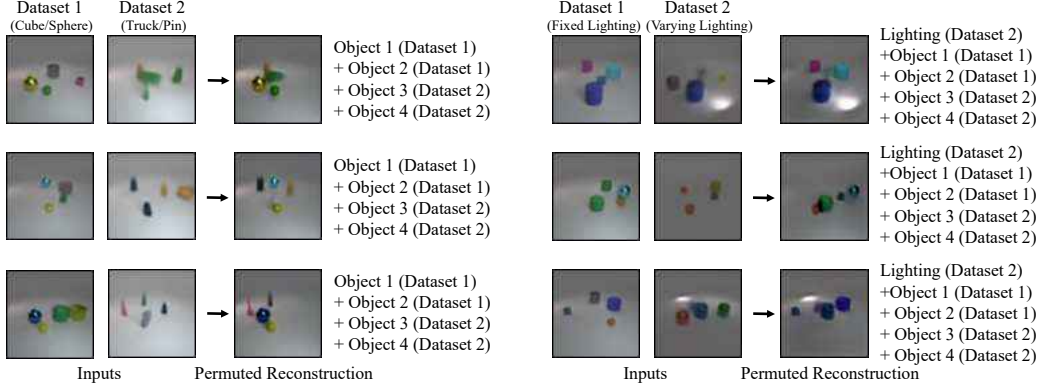 Dataset 1
(Cube/Sphere)
Dataset 2
(Truck/Pin)
Object 1 (Dataset 1)
+ Object 2 (Dataset 1)
+ Object 3 (Dataset 2)
+ Object 4 (Dataset 2)
Object 1 (Dataset 1)
+ Object 2 (Dataset 1)
+ Object 3 (Dataset 2)
+ Object 4 (Dataset 2)
Object 1 (Dataset 1)
+ Object 2 (Dataset 1)
+ Object 3 (Dataset 2)
+ Object 4 (Dataset 2)
Inputs
Permuted Reconstruction
Dataset 1
(Fixed Lighting)
Dataset 2
(Varying Lighting)
Lighting (Dataset 2)
+Object 1 (Dataset 1)
+ Object 2 (Dataset 1)
+ Object 3 (Dataset 2)
+ Object 4 (Dataset 2)
Lighting (Dataset 2)
+Object 1 (Dataset 1)
+ Object 2 (Dataset 1)
+ Object 3 (Dataset 2)
+ Object 4 (Dataset 2)
Lighting (Dataset 2)
+Object 1 (Dataset 1)
+ Object 2 (Dataset 1)
+ Object 3 (Dataset 2)
+ Object 4 (Dataset 2)
Inputs
Permuted Reconstruction